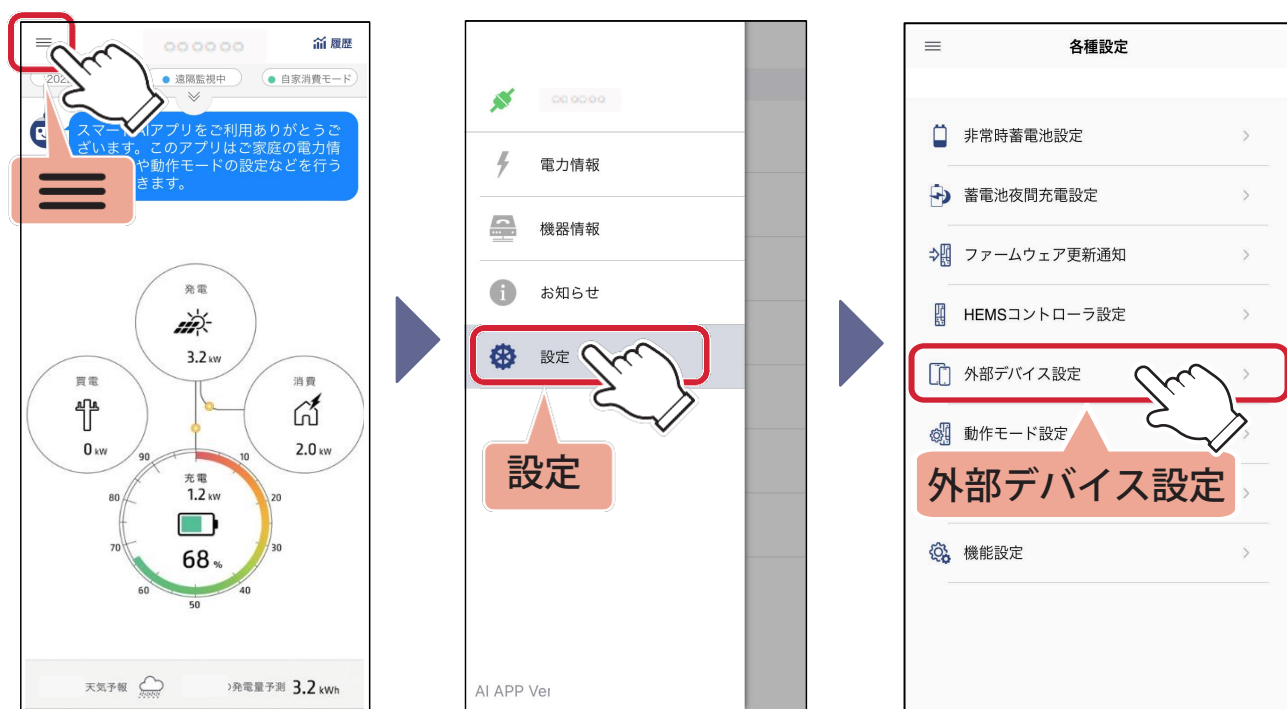 履歴
遠隔監視中
自家消費モード
スマート
AIアプリをご利用ありがとうご
ざいます。このアプリはご家庭の電力情
や動作モードの設定などを行う
きます。
発電
3.2 kW
買電
0 kW
消費
2.0 kW
90
10
充電
1.2 kW
80
20
68 %
70
30
60
40
50
天気予報
発電量予測 3.2 kWh
電力情報
機器情報
お知らせ
設定
設定
AI APP Ver
各種設定
非常時蓄電池設定
蓄電池夜間充電設定
ファームウェア更新通知
HEMSコントローラ設定
外部デバイス設定
動作モード設定
外部デバイス設定
機能設定